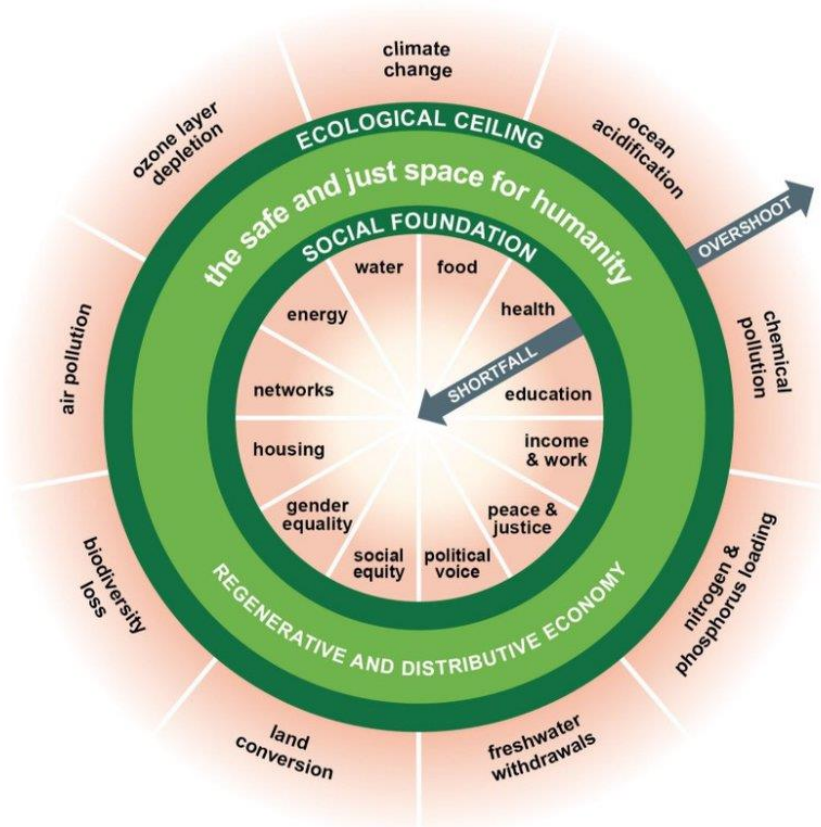 climate
change
ocean
acidification
chemical
pollution
nitrogen &
phosphorus loading
freshwater
withdrawals
land
conversion
biodiversity
loss
air pollution
ozone layer
depletion
ECOLOGICAL CEILING
the safe and just space for humanity
SOCIAL FOUNDATION
OVERSHOOT
SHORTFALL
water
food
health
education
income
& work
peace &
justice
political
voice
social
equity
gender
equality
housing
networks
energy
REGENERATIVE AND DISTRIBUTIVE ECONOMY